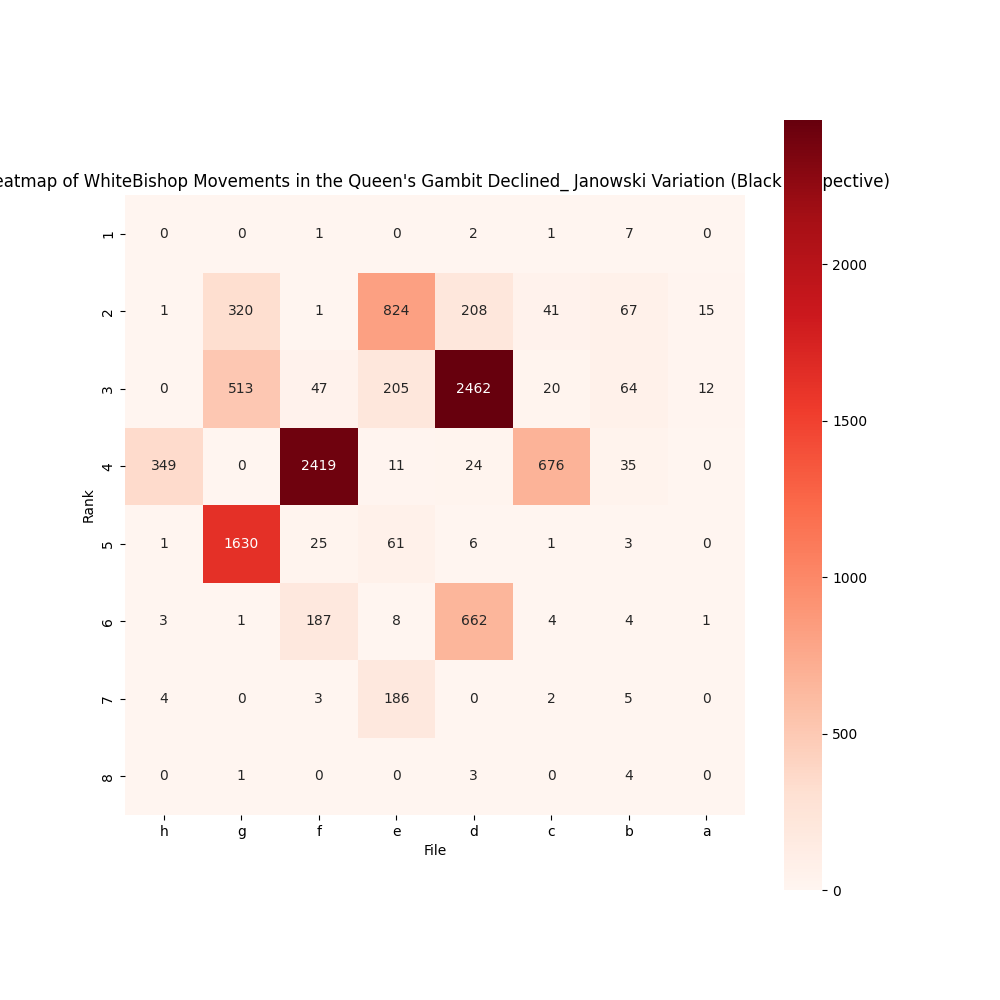 eatmap of WhiteBishop Movements in the Queen's Gambit Declined_ Janowski Variation (Black pective)
1 0 0 1 0 2 1 7 0
2 1 320 1 824 208 41 67 15
3 0 513 47 205 2462 20 64 12
4 349 0 2419 11 24 676 35 0
5 1 1630 25 61 6 1 3 0
6 3 1 187 8 662 4 4 1
7 4 0 3 186 0 2 5 0
8 0 1 0 0 3 0 4 0
h g f e d c b a
File
Rank
2000
1500
1000
500
0